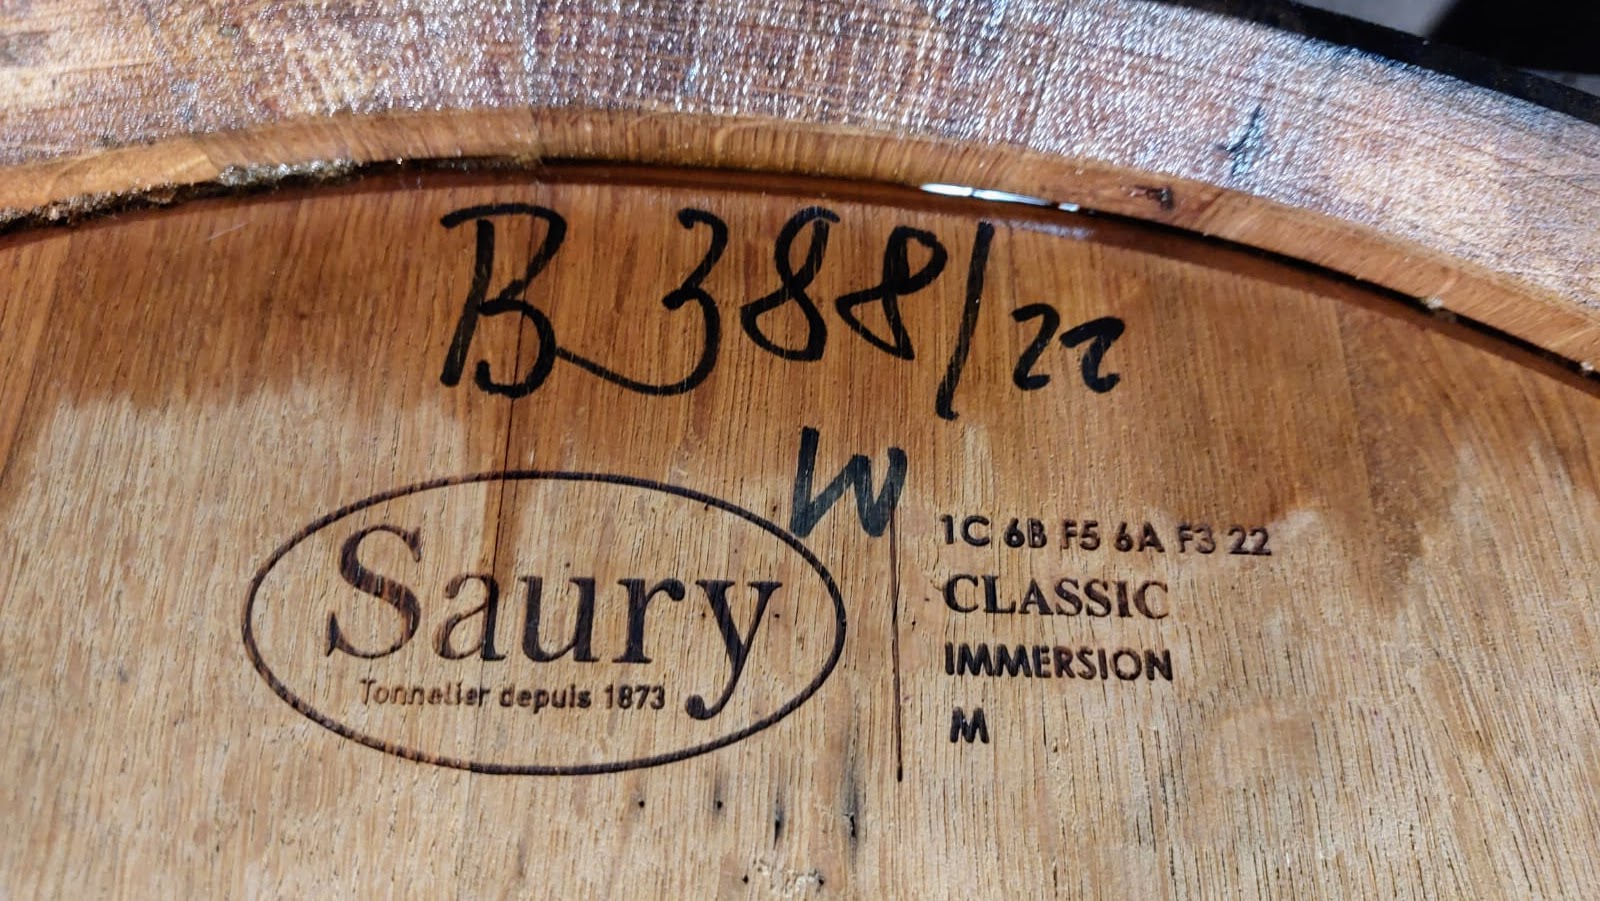 B 388/22
W
Saury
Tonnelier depuis 1873
1C 6B F5 6A F3 22
CLASSIC
IMMERSION
M